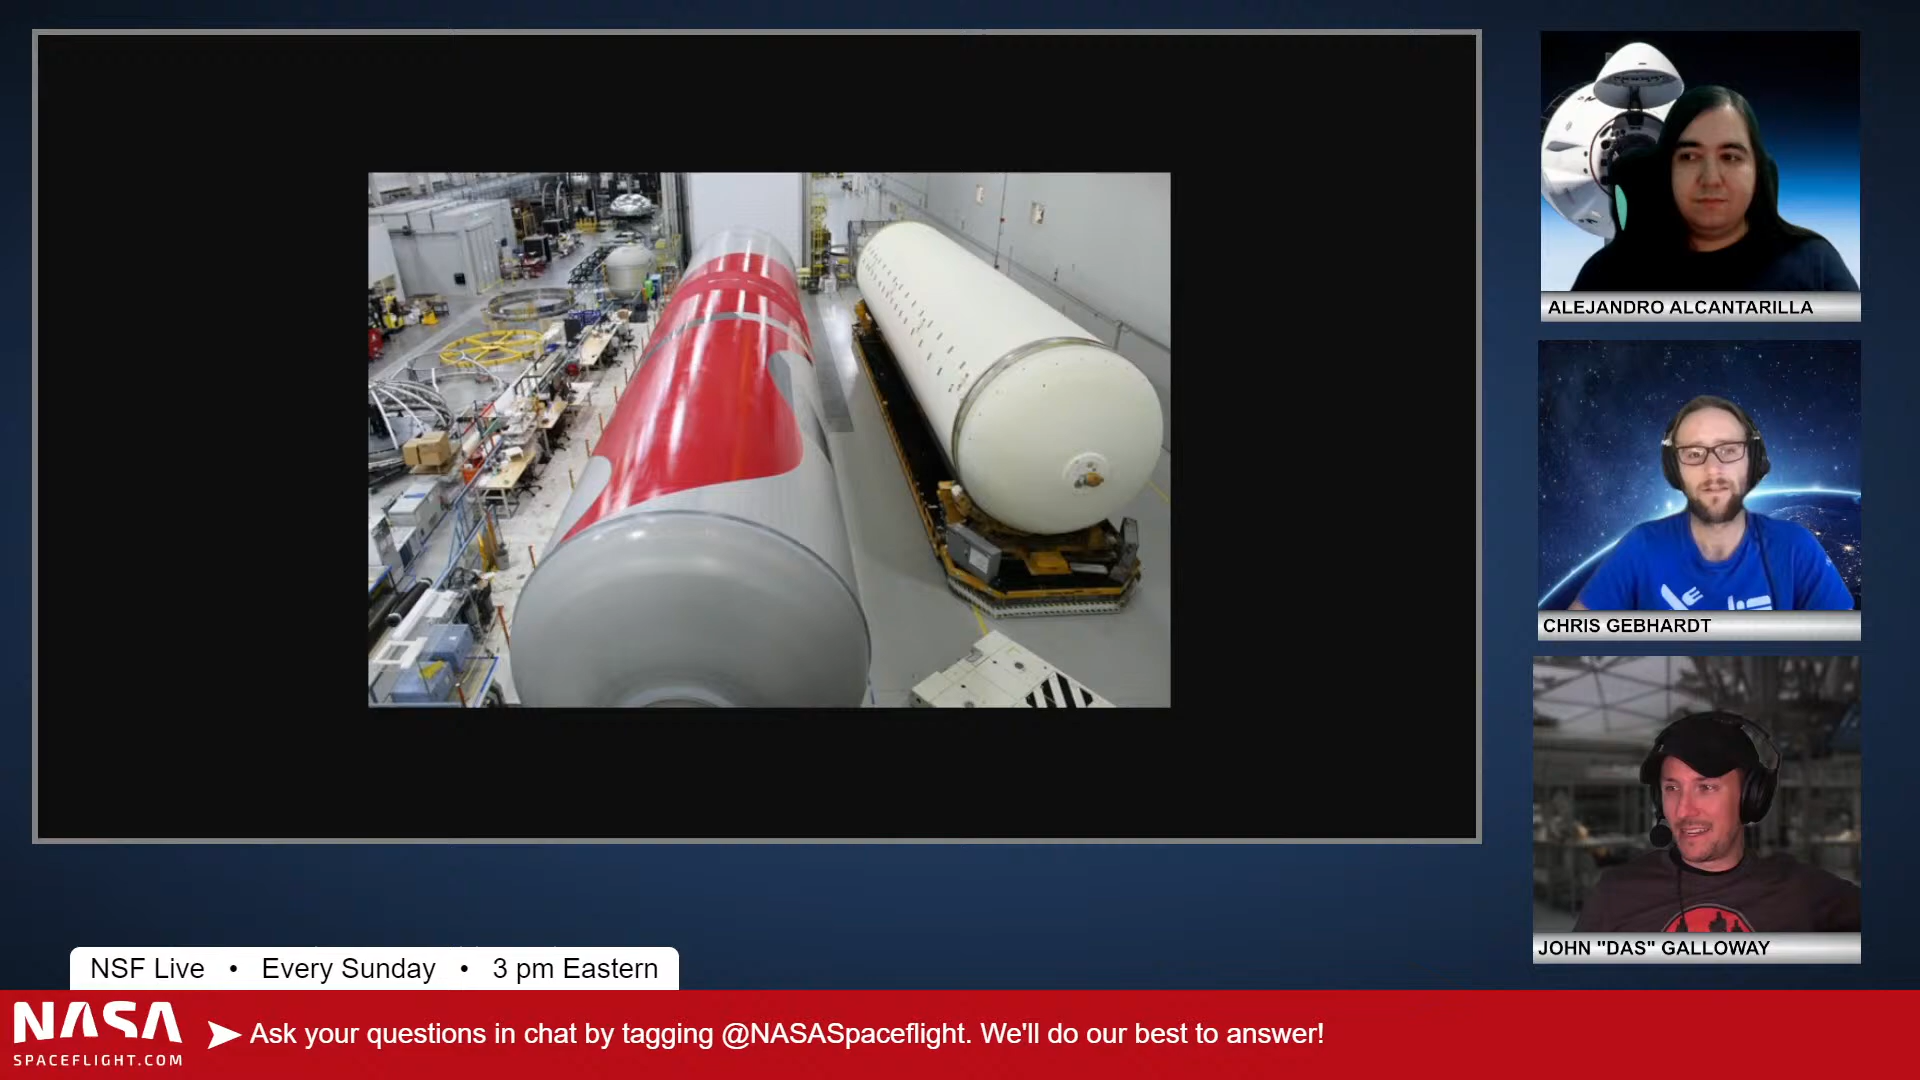 ALEJANDRO ALCANTARILLA
CHRIS GEBHARDT
JOHN "DAS" GALLOWAY
NSF Live • Every Sunday • 3 pm Eastern
NASA
SPACEFLIGHT.COM
Ask your questions in chat by tagging @NASASpaceflight. We'll do our best to answer!